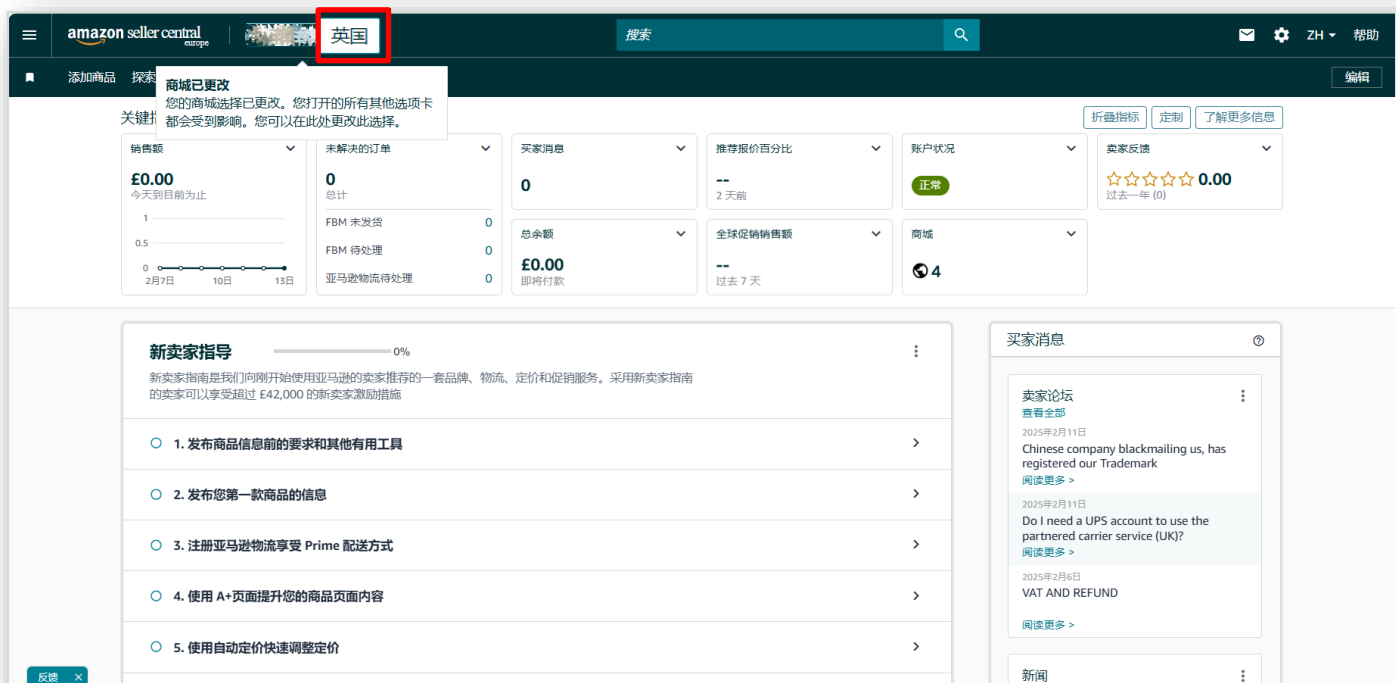 amazon seller central
europe
英国
搜索
ZH
帮助
添加商品 探索
编辑
商城已更改
您的商城选择已更改。您打开的所有其他选项卡
都会受到影响。您可以在此处更改此选择。
关键
折叠指标 定制 了解更多信息
销售额
£0.00
今天到目前为止
1
0.5
0
2月7日 10日 13日
未解决的订单
0
总计
FBM 未发货 0
FBM 待处理 0
亚马逊物流待处理 0
买家消息
0
推荐报价百分比
--
2 天前
账户状况
正常
卖家反馈
0.00
过去一年 (0)
总余额
£0.00
即将付款
全球促销销售额
--
过去 7 天
商城
4
新卖家指导 0%
新卖家指南是我们向刚开始使用亚马逊的卖家推荐的一套品牌、物流、定价和促销服务。采用新卖家指南
的卖家可以享受超过 £42,000 的新卖家激励措施
1. 发布商品信息前的要求和其他有用工具
2. 发布您第一款商品的信息
3. 注册亚马逊物流享受 Prime 配送方式
4. 使用 A+页面提升您的商品页面内容
5. 使用自动定价快速调整定价
买家消息
卖家论坛
查看全部
2025年2月11日
Chinese company blackmailing us, has
registered our Trademark
阅读更多 >
2025年2月11日
Do I need a UPS account to use the
partnered carrier service (UK)?
阅读更多 >
2025年2月6日
VAT AND REFUND
阅读更多 >
新闻
反馈 ×